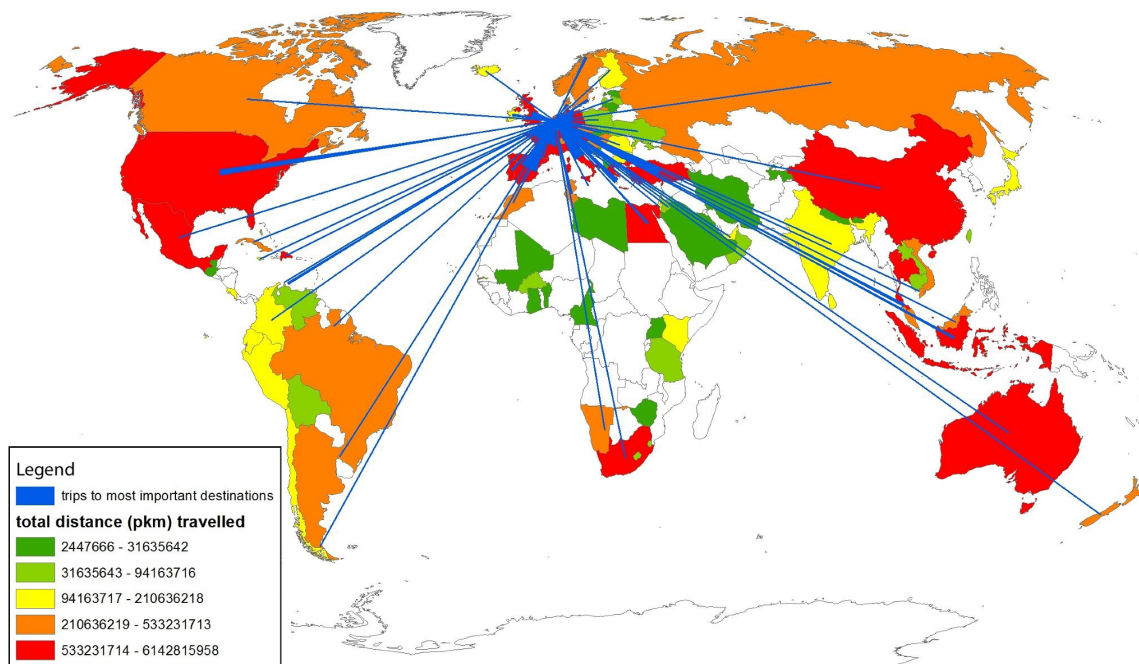 Legend
trips to most important destinations
total distance (pkm) travelled
2447666 - 31635642
31635643 - 94163716
94163717 - 210636218
210636219 - 533231713
533231714 - 6142815958